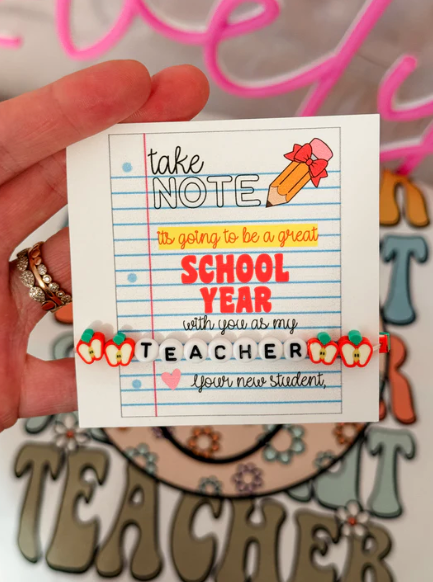 take
NOTE
it's going to be a great
SCHOOL
YEAR
with you as my
TEACHER
Your new student,
TEACHER